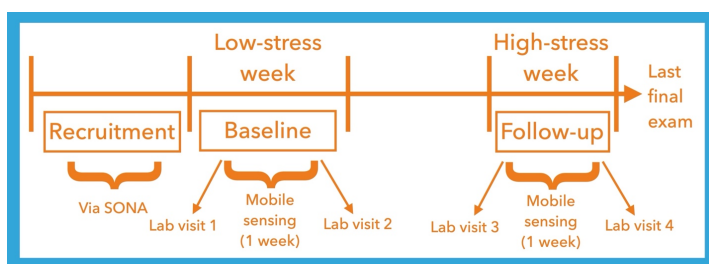 Low-stress
week
High-stress
week
Last
final
exam
Recruitment
Baseline
Follow-up
Via SONA
Lab visit 1
Mobile
sensing
(1 week)
Lab visit 2
Lab visit 3
Mobile
sensing
(1 week)
Lab visit 4